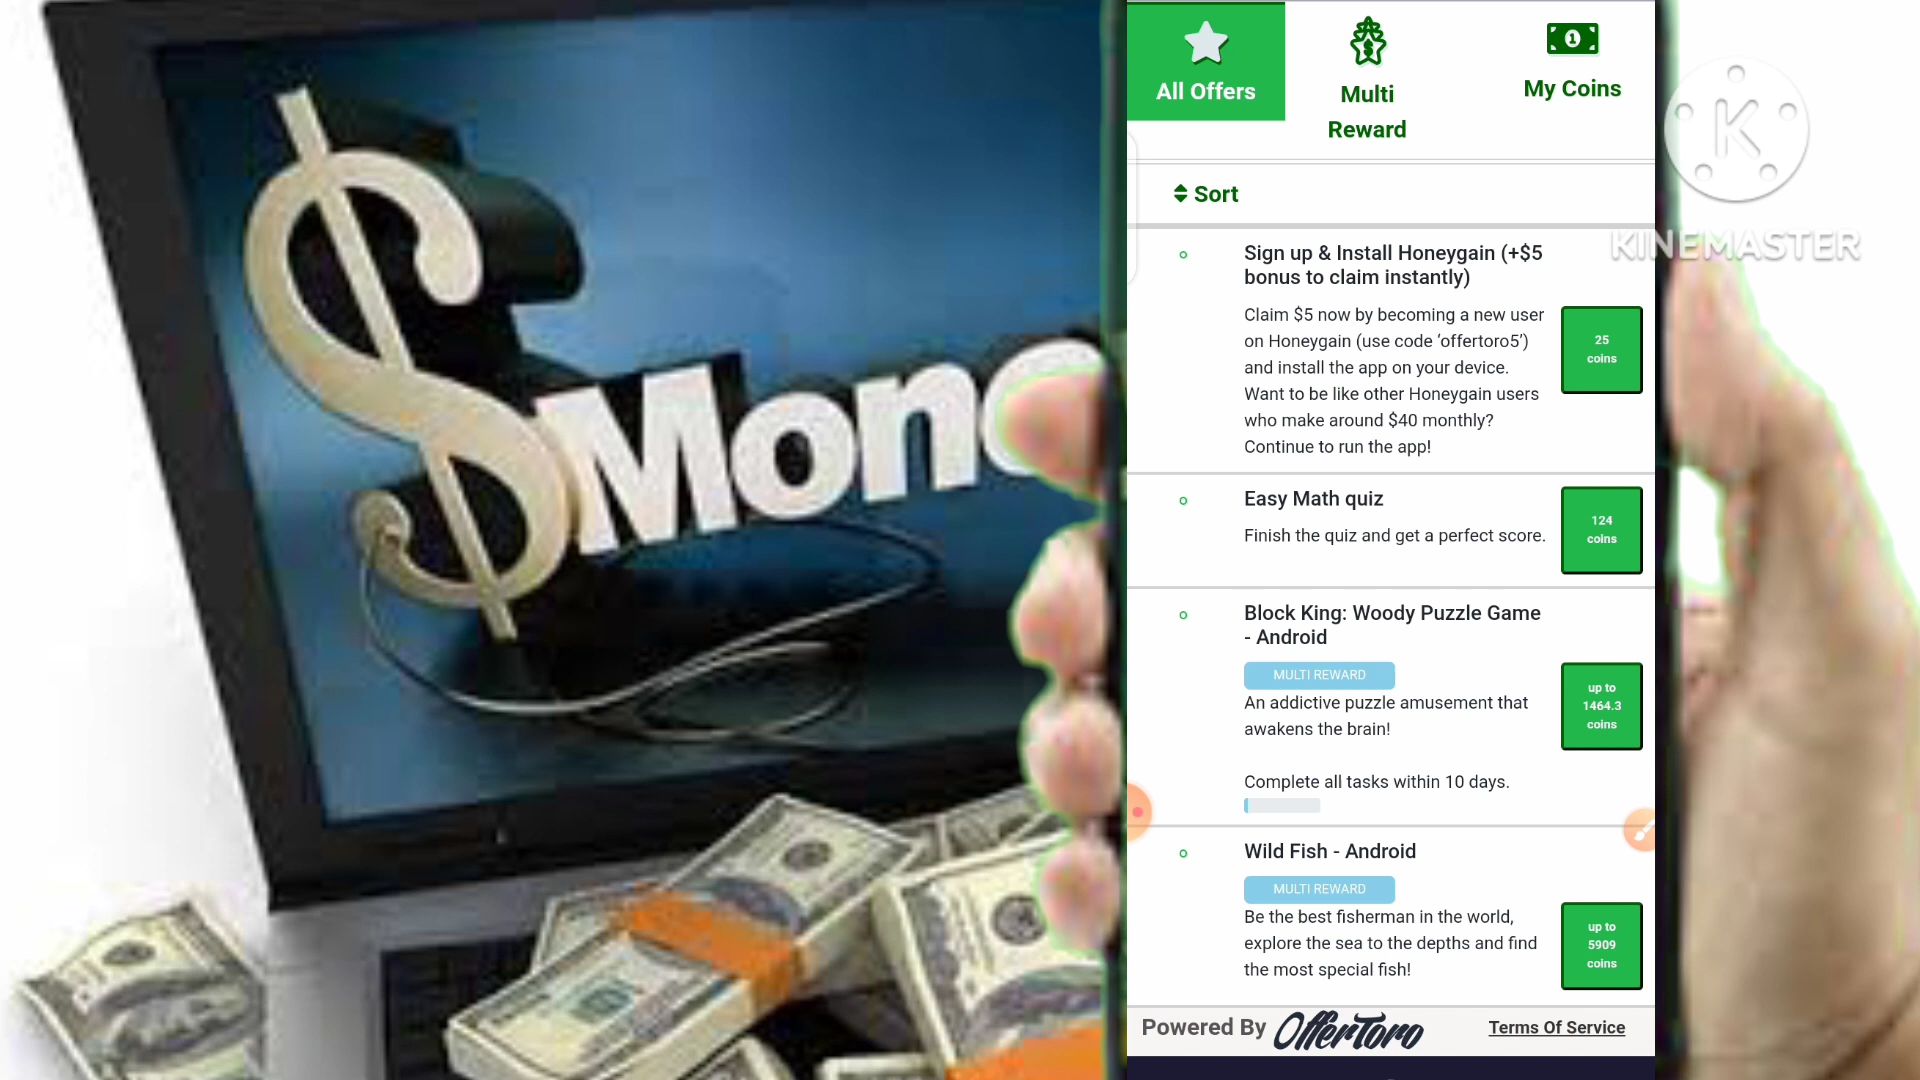 $Mon
All Offers
Multi
Reward
My Coins
Sort
Sign up & Install Honeygain (+$5
bonus to claim instantly)
Claim $5 now by becoming a new user
on Honeygain (use code ‘offertoro5’)
and install the app on your device.
Want to be like other Honeygain users
who make around $40 monthly?
Continue to run the app!
25
coins
Easy Math quiz
Finish the quiz and get a perfect score.
124
coins
Block King: Woody Puzzle Game
- Android
MULTI REWARD
An addictive puzzle amusement that
awakens the brain!
Complete all tasks within 10 days.
up to
1464.3
coins
Wild Fish - Android
MULTI REWARD
Be the best fisherman in the world,
explore the sea to the depths and find
the most special fish!
up to
5909
coins
Powered By OfferToro
Terms Of Service
K
KINEMASTER